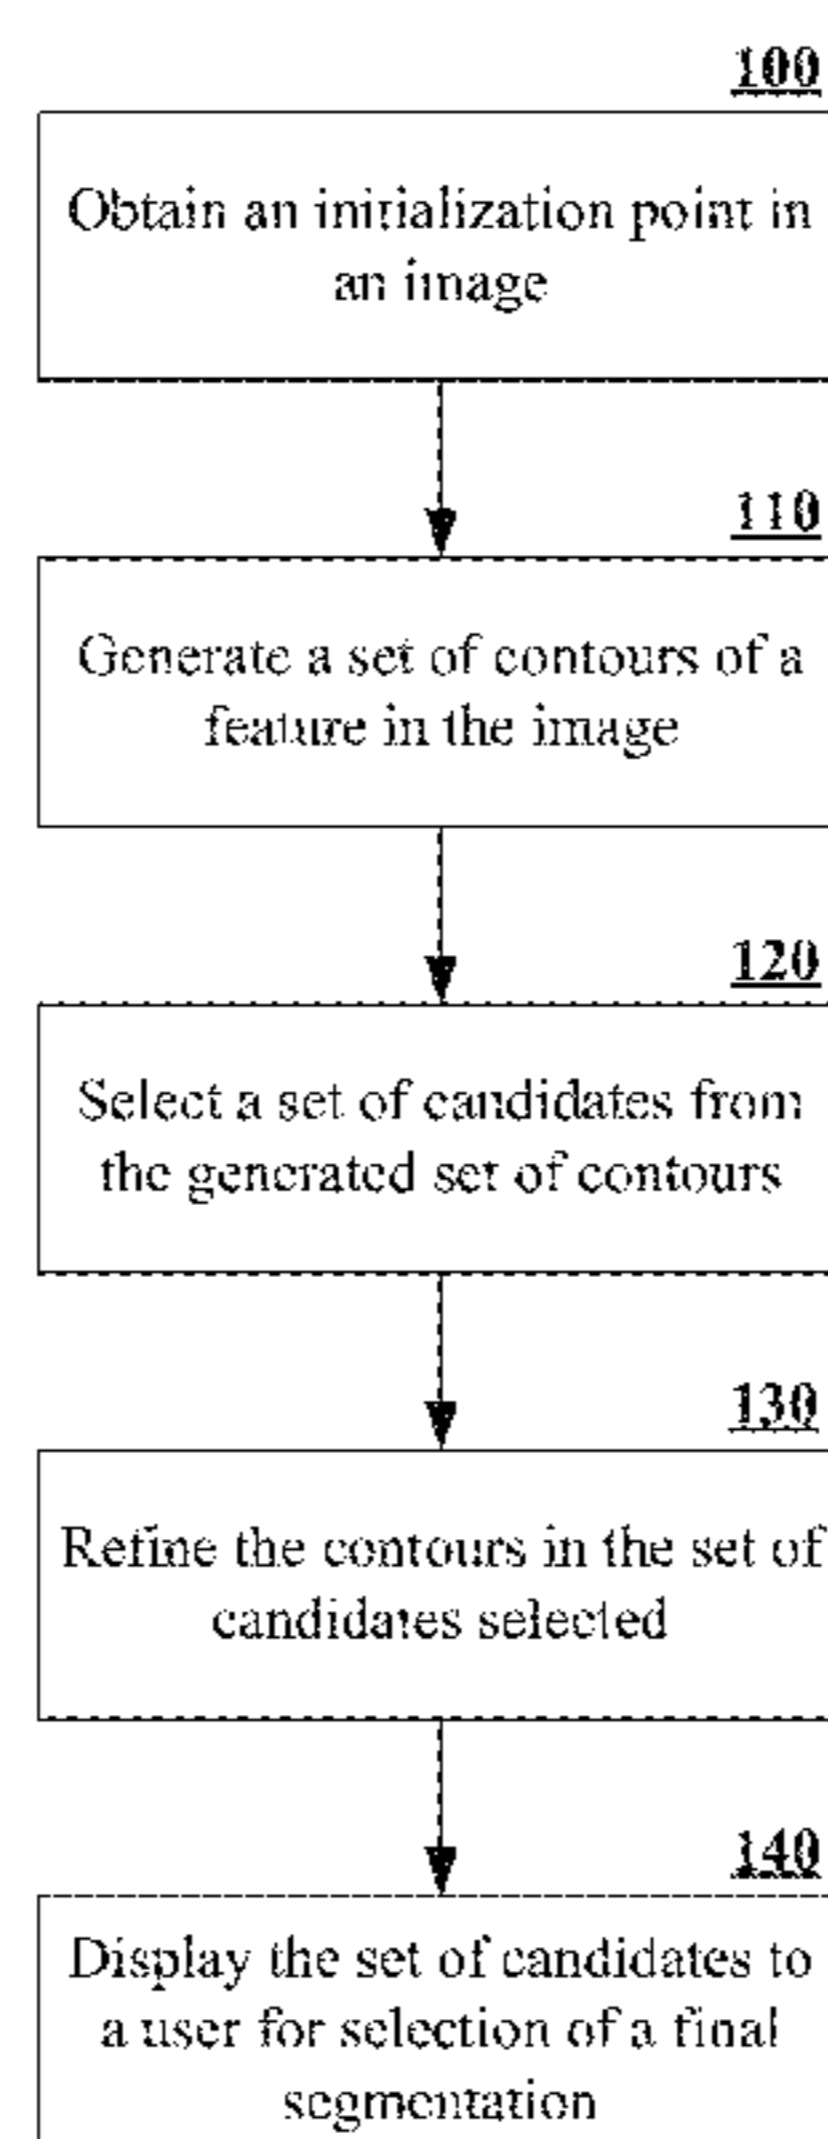 100
Obtain an initialization point in
an image
110
Generate a set of contours of a
feature in the image
120
Select a set of candidates from
the generated set of contours
130
Refine the contours in the set of
candidates selected
140
Display the set of candidates to
a user for selection of a final
segmentation